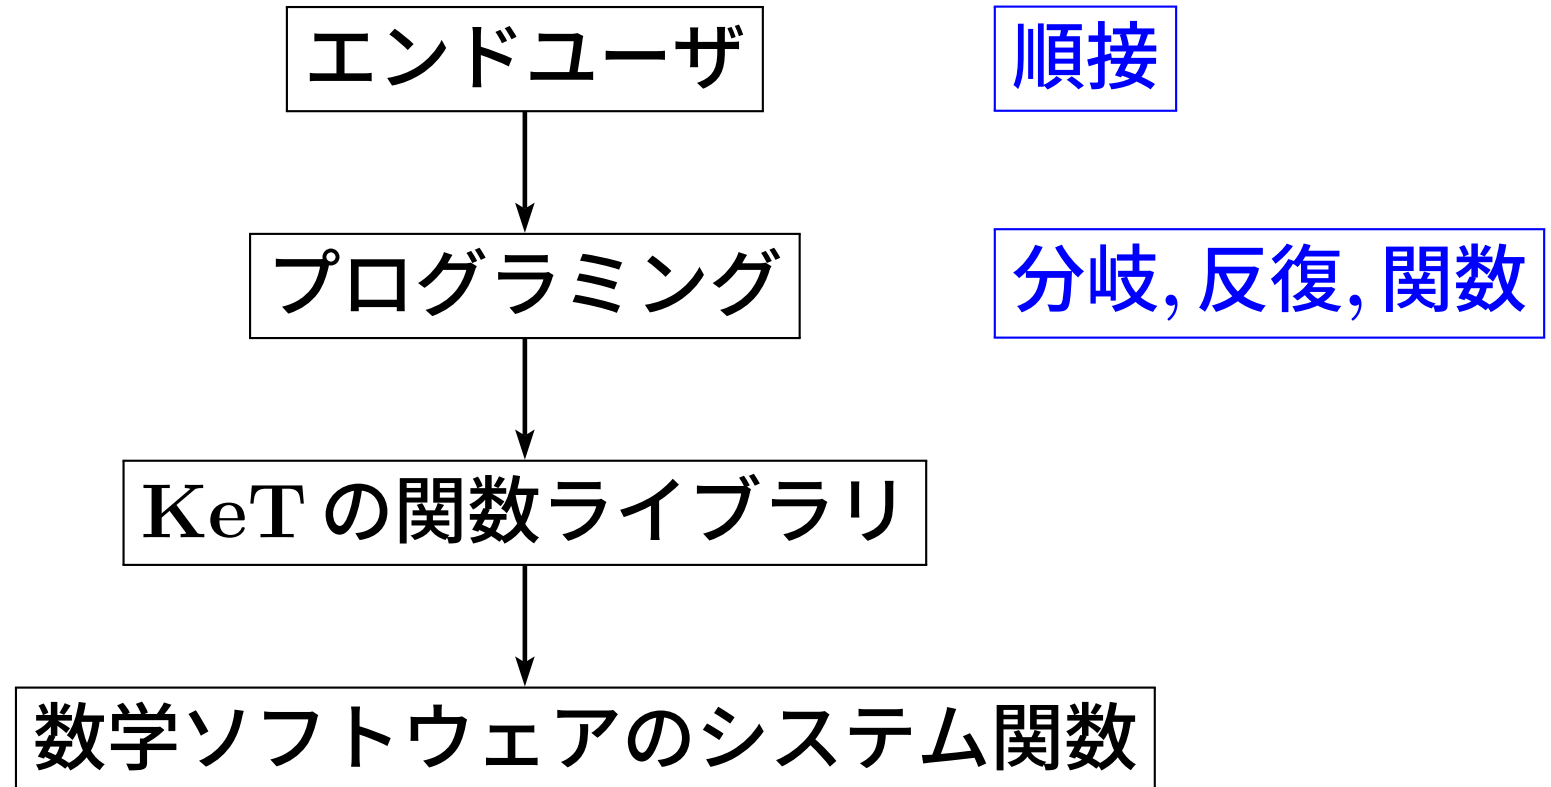 エンドユーザ 順接
プログラミング 分岐, 反復, 関数
KeT の関数ライブラリ
数学ソフトウェアのシステム関数